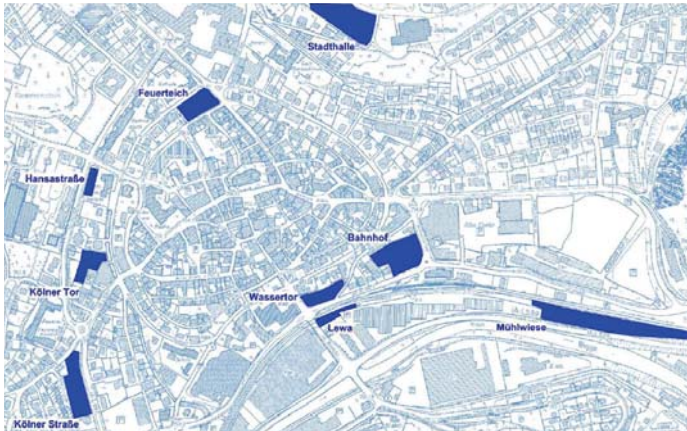 Stadthalle
Feuerteich
Hansastraße
Bahnhof
Kölner Tor
Wassertor
Lewa
Mühlwiese
Kölner Straße